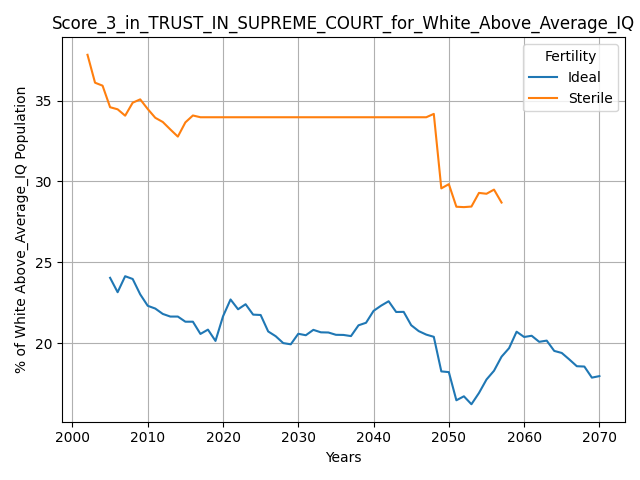 Score_3_in_TRUST_IN_SUPREME_COURT_for_White_Above_Average_IQ
Fertility
Ideal
Sterile
% of White Above_Average_IQ Population
35
30
25
20
2000 2010 2020 2030 2040 2050 2060 2070
Years